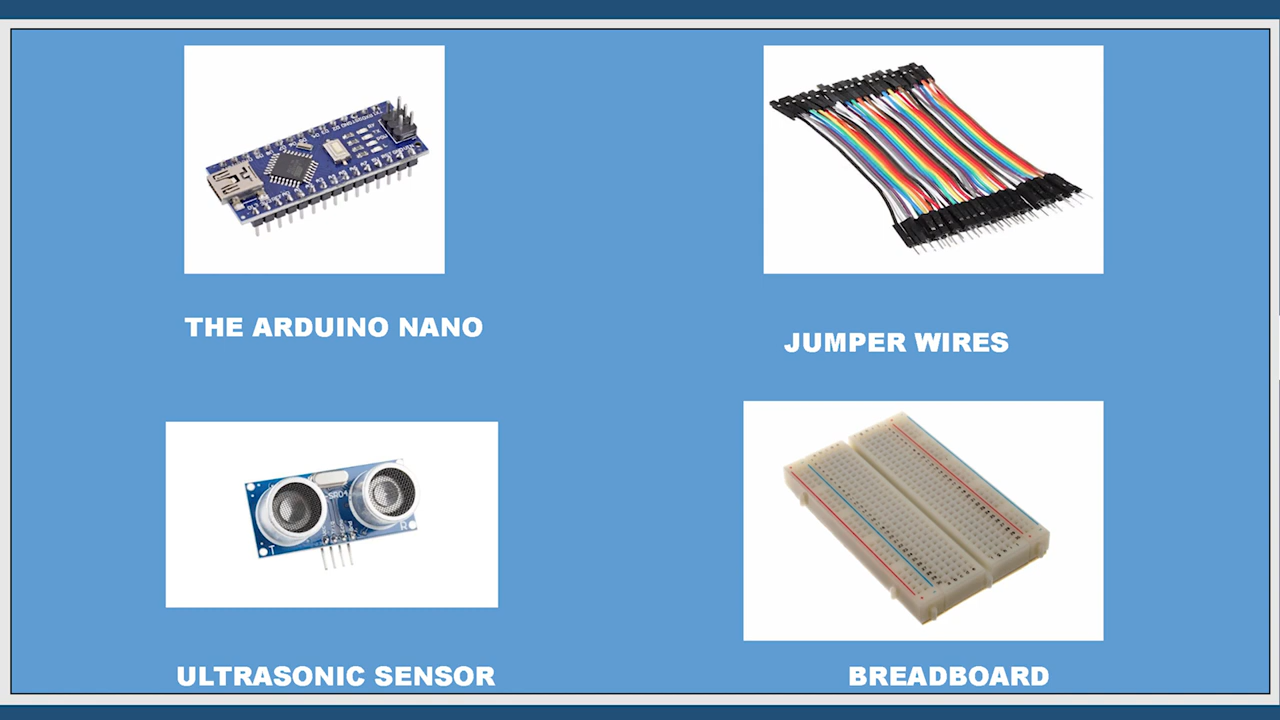 THE ARDUINO NANO
JUMPER WIRES
T
R
ULTRASONIC SENSOR
BREADBOARD